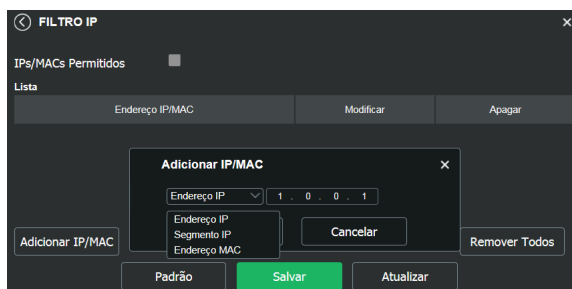 FILTRO IP
IPs/MACs Permitidos
Lista
Endereço IP/MAC Modificar Apagar
Adicionar IP/MAC
Endereço IP 1 . 0 . 0 . 1
Endereço IP
Segmento IP
Endereço MAC
Cancelar
Adicionar IP/MAC Remover Todos
Padrão Salvar Atualizar